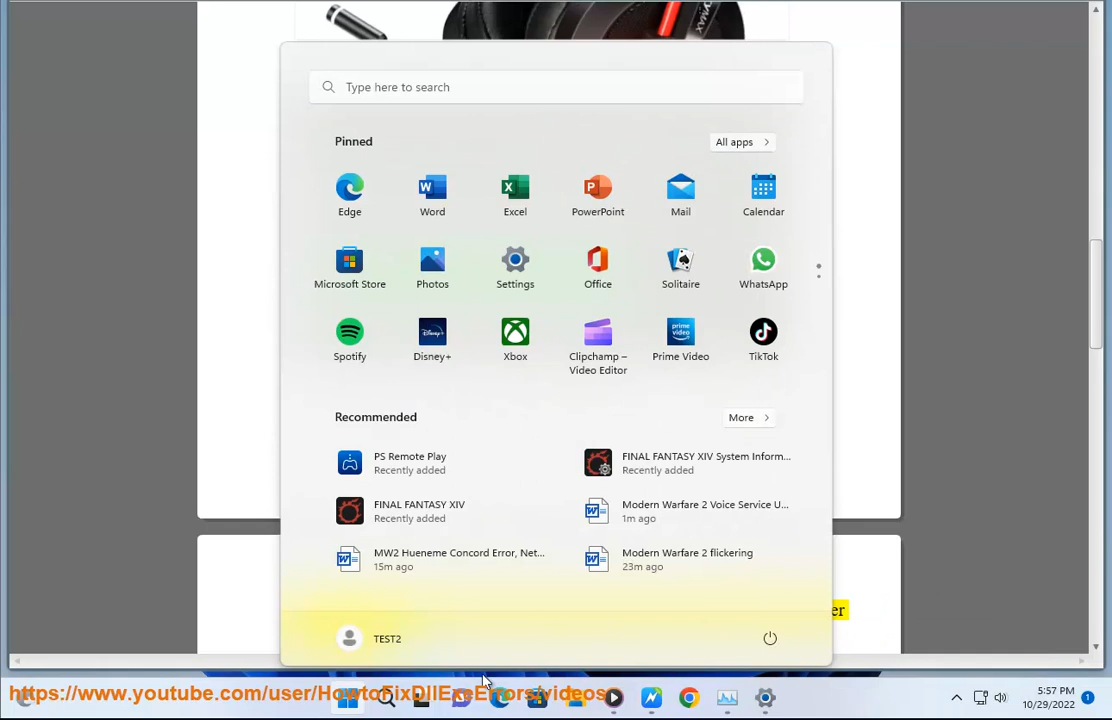 Type here to search
Pinned
All apps
Edge
Word
Excel
PowerPoint
Mail
Calendar
Microsoft Store
Photos
Settings
Office
Solitaire
WhatsApp
Spotify
Disney+
Xbox
Clipchamp –
Video Editor
Prime Video
TikTok
Recommended
More
PS Remote Play
Recently added
FINAL FANTASY XIV System Inform...
Recently added
FINAL FANTASY XIV
Recently added
Modern Warfare 2 Voice Service U...
1m ago
MW2 Hueneme Concord Error, Net...
15m ago
Modern Warfare 2 flickering
23m ago
er
TEST2
https://www.youtube.com/user/HowtoFixDllExeErrors/videos
5:57 PM
10/29/2022
1